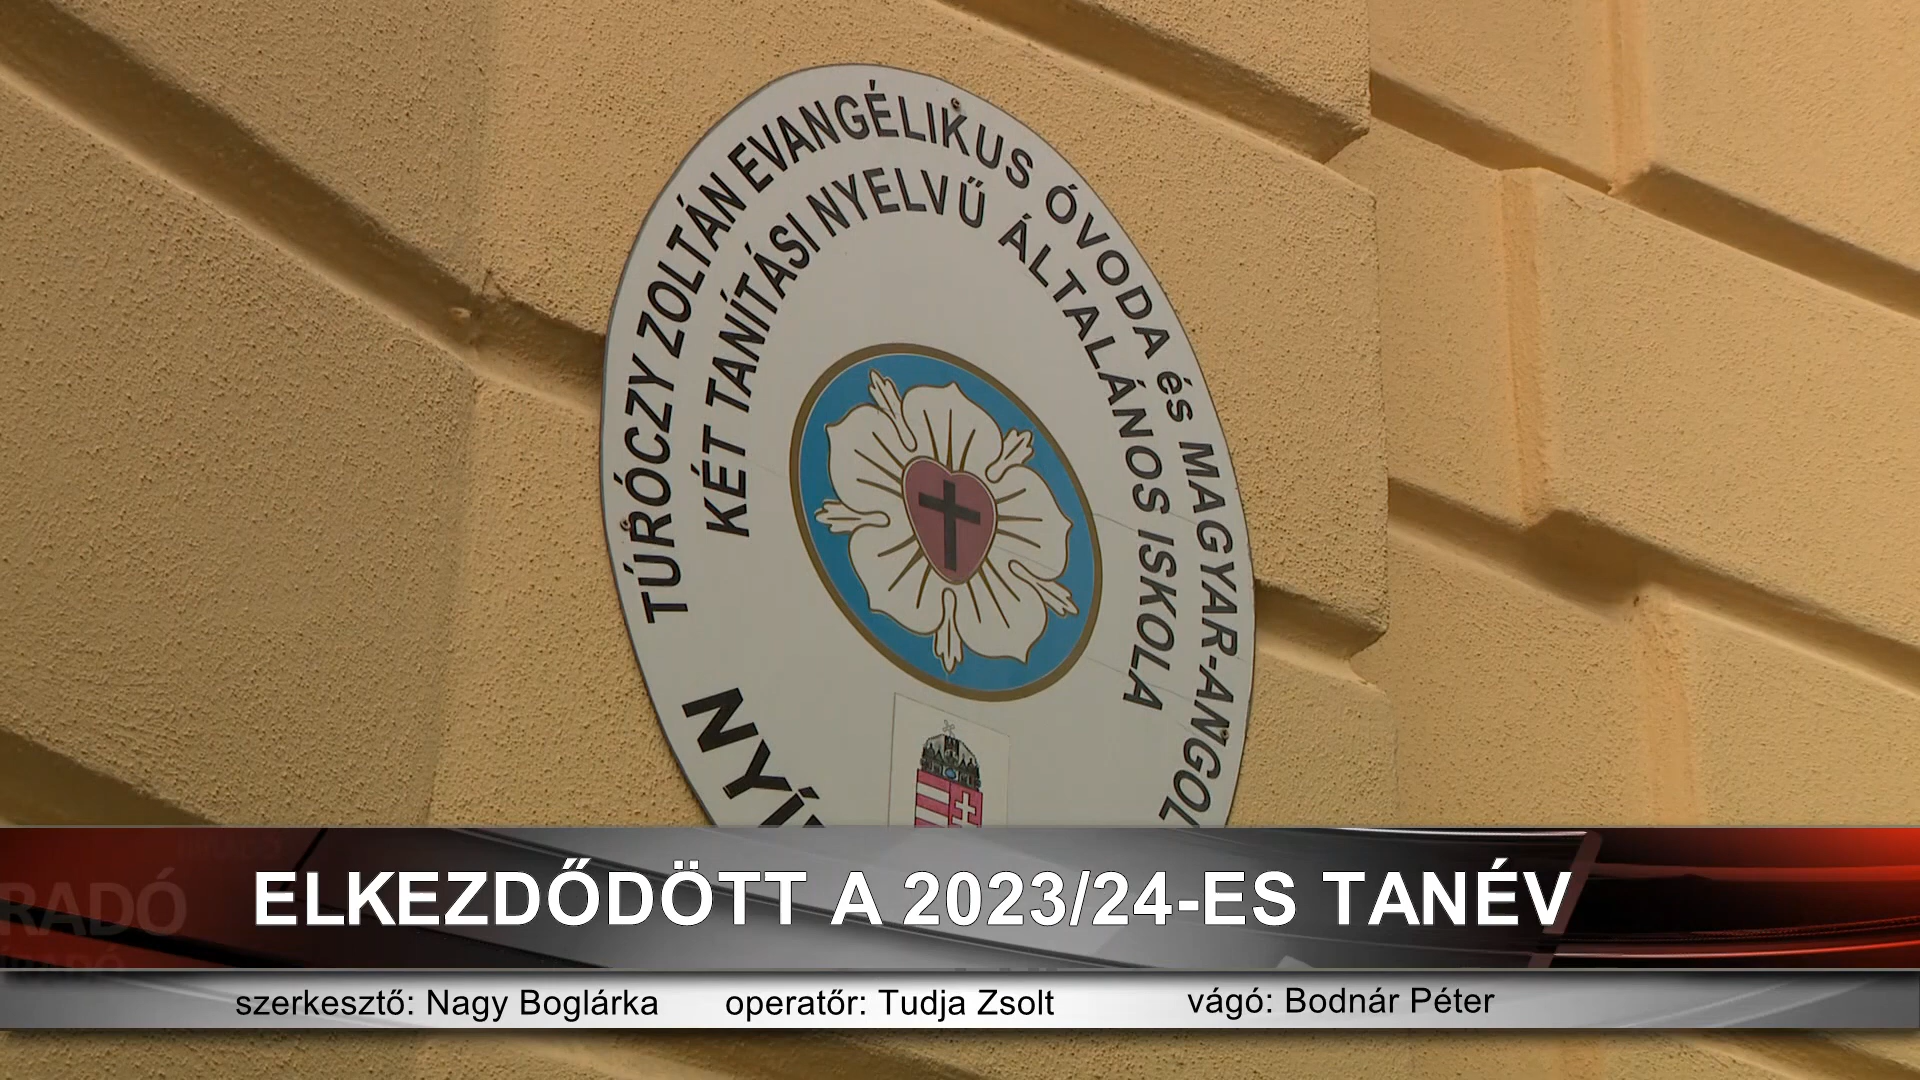 TÚRÓCZY ZOLTÁN EVANGÉLIKUS ÓVODA és MAGYAR-ANGOL
KÉT TANÍTÁSI NYELVŰ ÁLTALÁNOS ISKOLA
ELKEZDŐDÖTT A 2023/24-ES TANÉV
RADÓ
szerkesztő: Nagy Boglárka operatőr: Tudja Zsolt vágó: Bodnár Péter